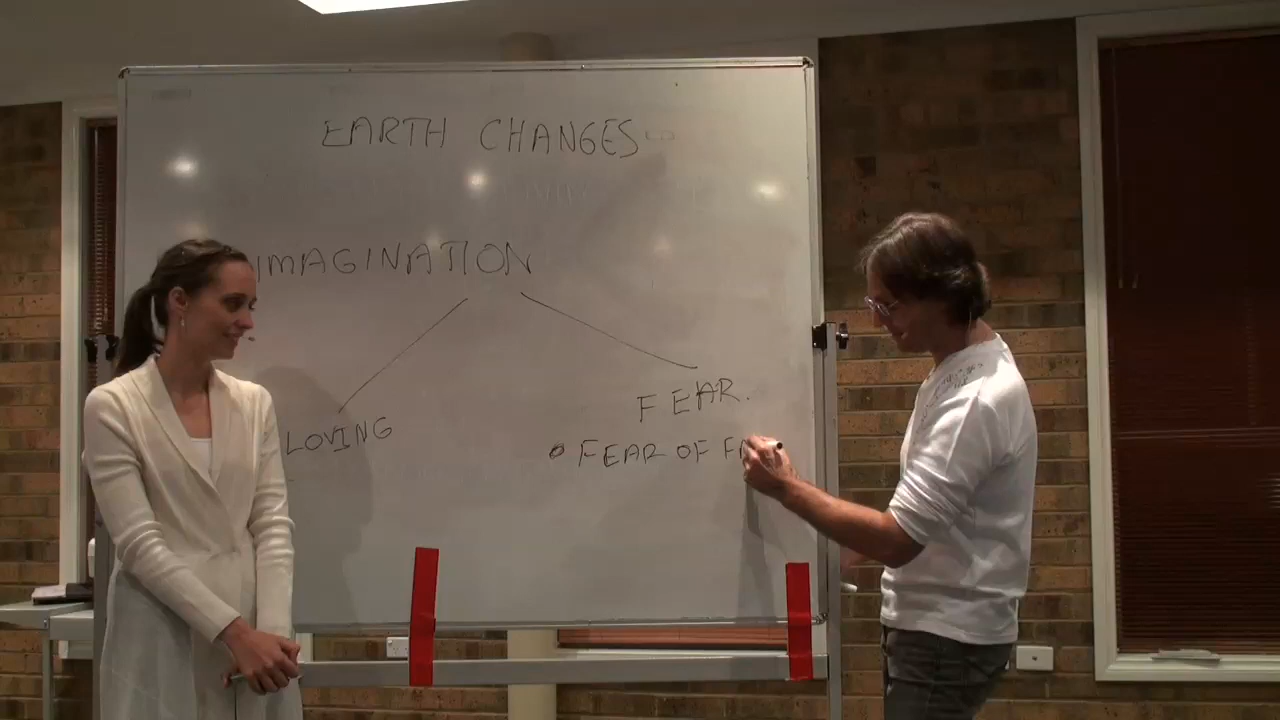 EARTH CHANGES
IMAGINATION
LOVING
FEAR.
• FEAR OF